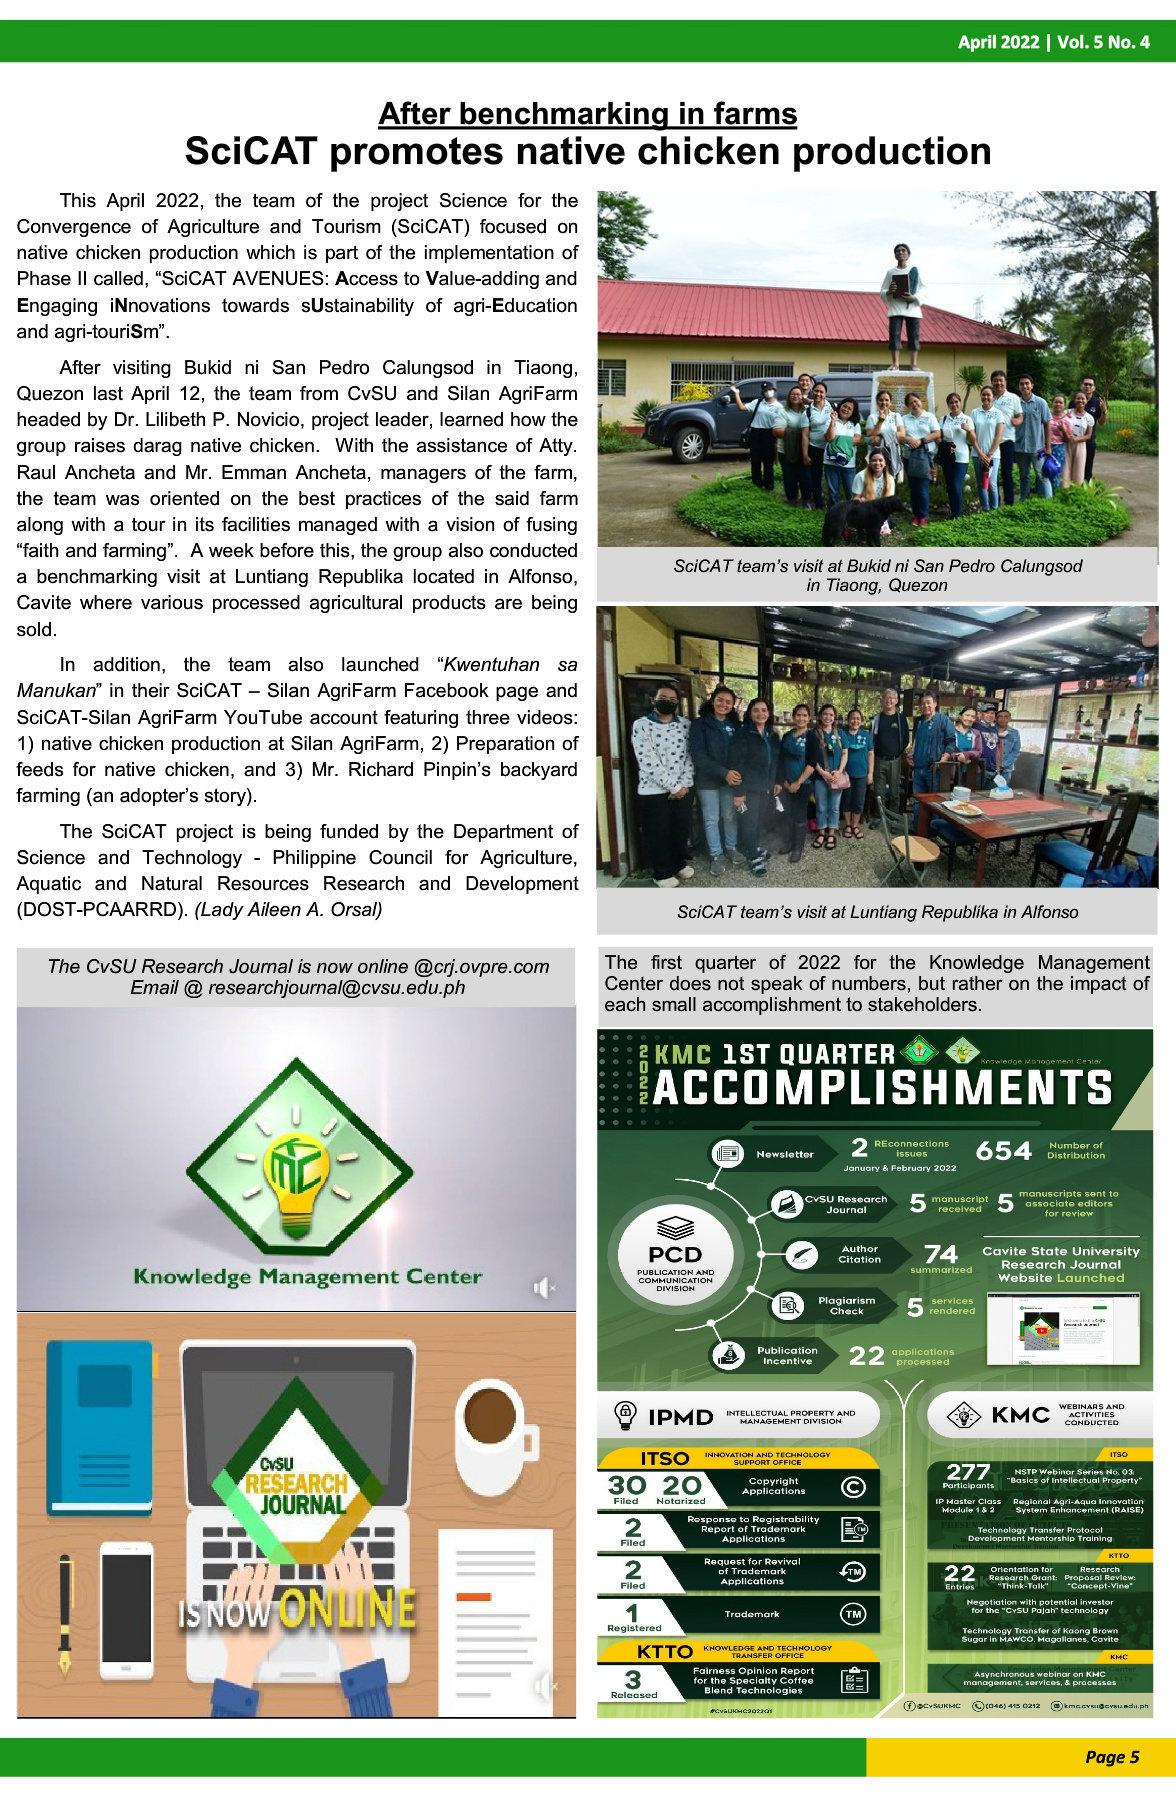 April 2022 | Vol. 5 No. 4
After benchmarking in farms
SciCAT promotes native chicken production
This April 2022, the team of the project Science for the
Convergence of Agriculture and Tourism (SciCAT) focused on
native chicken production which is part of the implementation of
Phase II called, “SciCAT AVENUES: Access to Value-adding and
Engaging iNnovations towards sUstainability of agri-Education
and agri-touriSm”.
After visiting Bukid ni San Pedro Calungsod in Tiaong,
Quezon last April 12, the team from CvSU and Silan AgriFarm
headed by Dr. Lilibeth P. Novicio, project leader, learned how the
group raises darag native chicken. With the assistance of Atty.
Raul Ancheta and Mr. Emman Ancheta, managers of the farm,
the team was oriented on the best practices of the said farm
along with a tour in its facilities managed with a vision of fusing
“faith and farming”. A week before this, the group also conducted
a benchmarking visit at Luntiang Republika located in Alfonso,
Cavite where various processed agricultural products are being
sold.
In addition, the team also launched “Kwentuhan sa
Manukan” in their SciCAT – Silan AgriFarm Facebook page and
SciCAT-Silan AgriFarm YouTube account featuring three videos:
1) native chicken production at Silan AgriFarm, 2) Preparation of
feeds for native chicken, and 3) Mr. Richard Pinpin’s backyard
farming (an adopter’s story).
The SciCAT project is being funded by the Department of
Science and Technology - Philippine Council for Agriculture,
Aquatic and Natural Resources Research and Development
(DOST-PCAARRD). (Lady Aileen A. Orsal)
SciCAT team’s visit at Bukid ni San Pedro Calungsod
in Tiaong, Quezon
SciCAT team’s visit at Luntiang Republika in Alfonso
The CvSU Research Journal is now online @crj.ovpre.com
Email @ researchjournal@cvsu.edu.ph
KMC
Knowledge Management Center
CvSU
RESEARCH
JOURNAL
IS NOW ONLINE
The first quarter of 2022 for the Knowledge Management
Center does not speak of numbers, but rather on the impact of
each small accomplishment to stakeholders.
2022 KMC 1ST QUARTER
Knowledge Management Center
ACCOMPLISHMENTS
PCD
PUBLICATION AND
COMMUNICATION
DIVISION
Newsletter
2 REconnections
issues
January & February 2022
654 Number of
Distribution
CvSU Research
Journal
5 manuscript
received
5 manuscripts sent to
associate editors
for review
Author
Citation
74
summarized
Cavite State University
Research Journal
Website Launched
Plagiarism
Check
5 services
rendered
Publication
Incentive
22 applications
processed
IPMD INTELLECTUAL PROPERTY AND
MANAGEMENT DIVISION
ITSO INNOVATION AND TECHNOLOGY
SUPPORT OFFICE
30 Filed
20 Notarized
Copyright
Applications
2 Filed
Response to Registrability
Report of Trademark
Applications
2 Filed
Request for Revival
of Trademark
Applications
TM
1 Registered
Trademark
TM
KTTO KNOWLEDGE AND TECHNOLOGY
TRANSFER OFFICE
3 Released
Fairness Opinion Report
for the Specialty Coffee
Blend Technologies
#CvSUKMC2022Q1
KMC WEBINARS AND
ACTIVITIES
CONDUCTED
ITSO
277 Participants
NSTP Webinar Series No. 03:
“Basics of Intellectual Property”
IP Master Class
Module 1 & 2
Regional Agri-Aqua Innovation
System Enhancement (RAISE)
Technology Transfer Protocol
Development Mentorship Training
KTTO
22 Entries
Orientation for
Research Grant:
“Think-Talk”
Research
Proposal Review:
“Concept-Vine”
Negotiation with potential investor
for the “CvSU Pajah” technology
Technology Transfer of Kaong Brown
Sugar in MAWCO, Magallanes, Cavite
KMC
Asynchronous webinar on KMC
management, services, & processes
@CvSUKMC
(046) 415 0212
kmc.cvsu@cvsu.edu.ph
Page 5